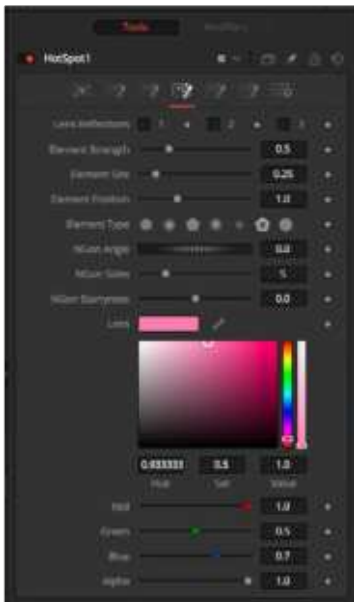 Tools Modifiers
HotSpot1
Lens Reflections 1 2 3
Element Strength 0.5
Element Size 0.25
Element Position 1.0
Element Type
NGon Angle 0.0
NGon Sides 5
NGon Starryness 0.0
Lens
0.933333 0.5 1.0
Hue Sat Value
Red 1.0
Green 0.5
Blue 0.7
Alpha 1.0